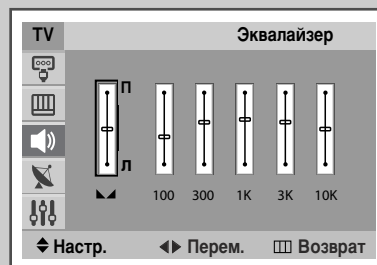 TV Эквалайзер
П
Л
100 300 1K 3K 10K
Настр. Перем. Возврат